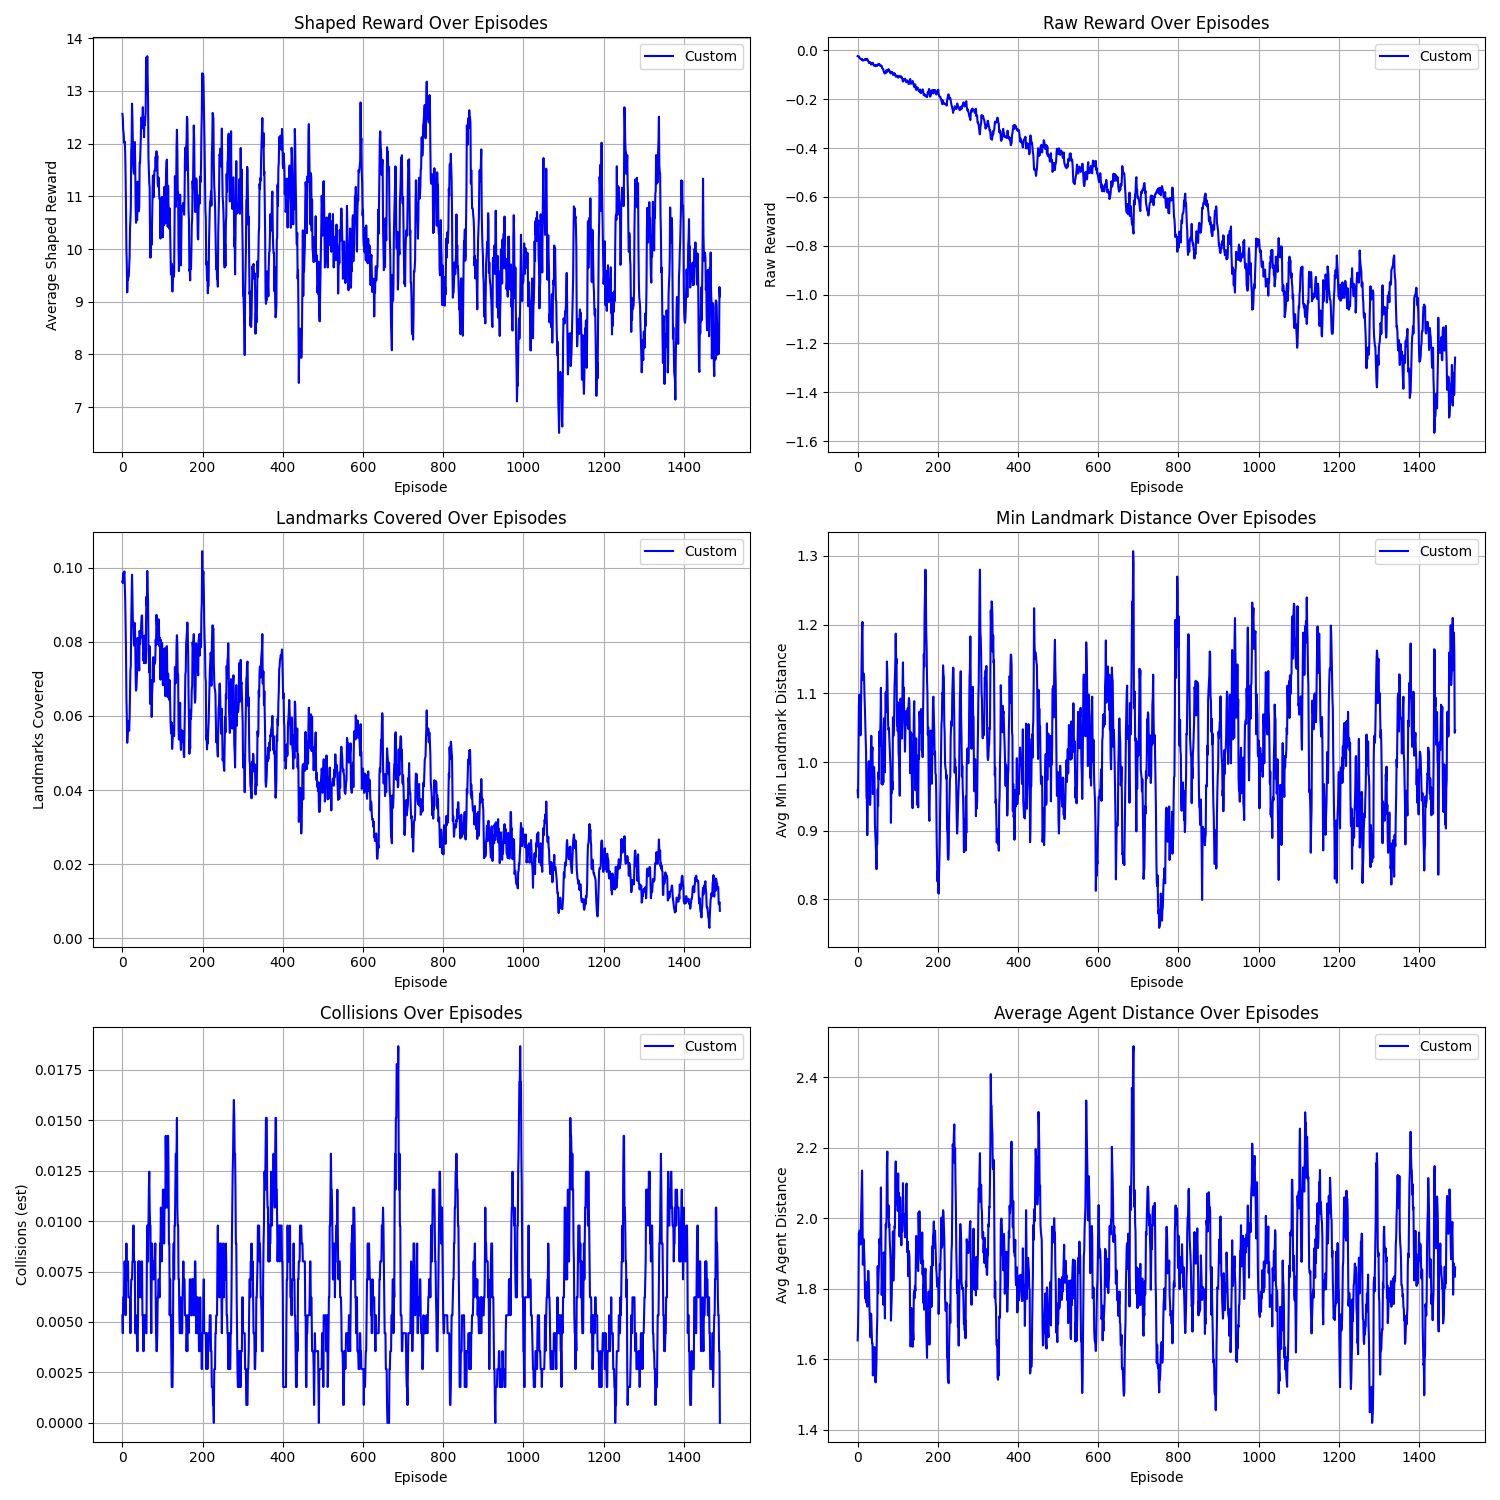 Shaped Reward Over Episodes
Custom
14
13
12
11
10
9
8
7
Average Shaped Reward
0 200 400 600 800 1000 1200 1400
Episode
Raw Reward Over Episodes
Custom
0.0
−0.2
−0.4
−0.6
−0.8
−1.0
−1.2
−1.4
−1.6
Raw Reward
0 200 400 600 800 1000 1200 1400
Episode
Landmarks Covered Over Episodes
Custom
0.10
0.08
0.06
0.04
0.02
0.00
Landmarks Covered
0 200 400 600 800 1000 1200 1400
Episode
Min Landmark Distance Over Episodes
Custom
1.3
1.2
1.1
1.0
0.9
0.8
Avg Min Landmark Distance
0 200 400 600 800 1000 1200 1400
Episode
Collisions Over Episodes
Custom
0.0175
0.0150
0.0125
0.0100
0.0075
0.0050
0.0025
0.0000
Collisions (est)
0 200 400 600 800 1000 1200 1400
Episode
Average Agent Distance Over Episodes
Custom
2.4
2.2
2.0
1.8
1.6
1.4
Avg Agent Distance
0 200 400 600 800 1000 1200 1400
Episode